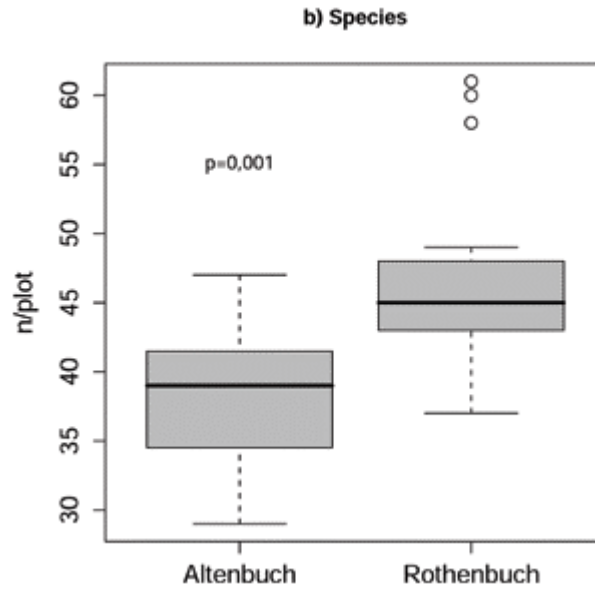 b) Species
n/plot
60
55
50
45
40
35
30
p=0,001
Altenbuch
Rothenbuch